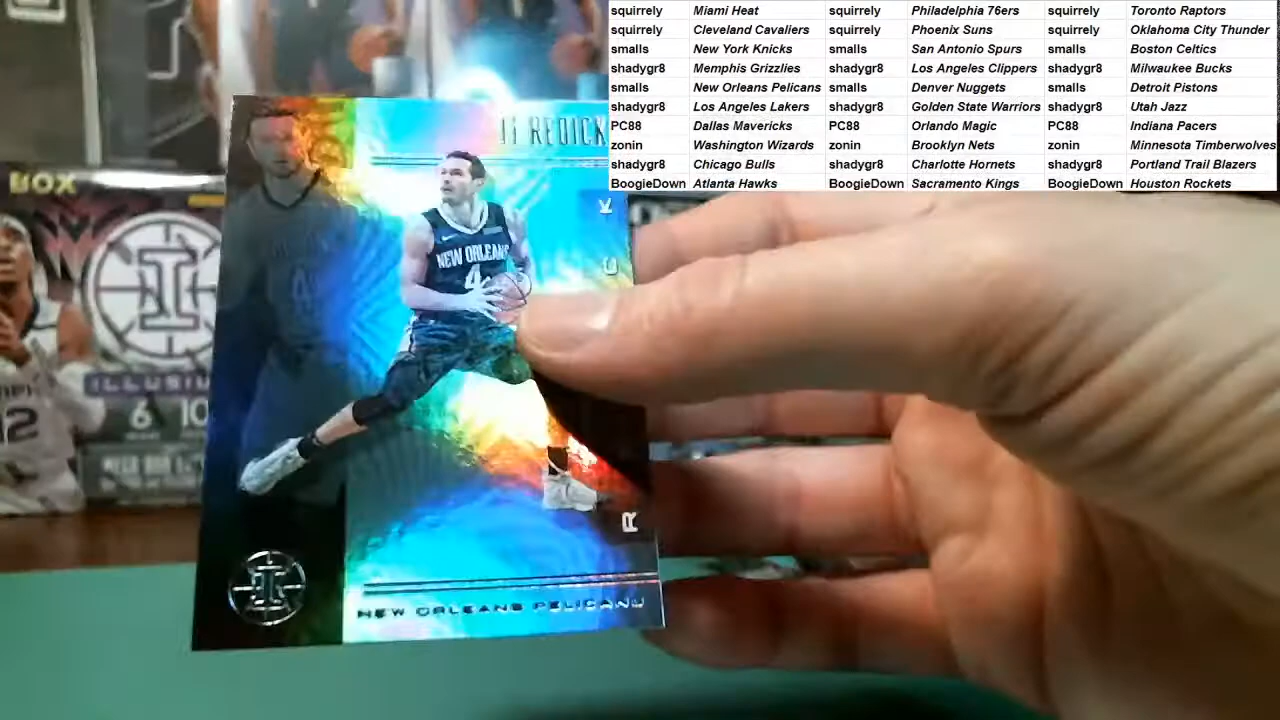 squirrely Miami Heat squirrely Philadelphia 76ers squirrely Toronto Raptors
squirrely Cleveland Cavaliers squirrely Phoenix Suns squirrely Oklahoma City Thunder
smalls New York Knicks smalls San Antonio Spurs smalls Boston Celtics
shadygr8 Memphis Grizzlies shadygr8 Los Angeles Clippers shadygr8 Milwaukee Bucks
smalls New Orleans Pelicans smalls Denver Nuggets smalls Detroit Pistons
shadygr8 Los Angeles Lakers shadygr8 Golden State Warriors shadygr8 Utah Jazz
PC88 Dallas Mavericks PC88 Orlando Magic PC88 Indiana Pacers
zonin Washington Wizards zonin Brooklyn Nets zonin Minnesota Timberwolves
shadygr8 Chicago Bulls shadygr8 Charlotte Hornets shadygr8 Portland Trail Blazers
BoogieDown Atlanta Hawks BoogieDown Sacramento Kings BoogieDown Houston Rockets
JJ REDICK
BOX
NEW ORLEANS
4
K
C
R
6 10
NEW ORLEANS PELICANS